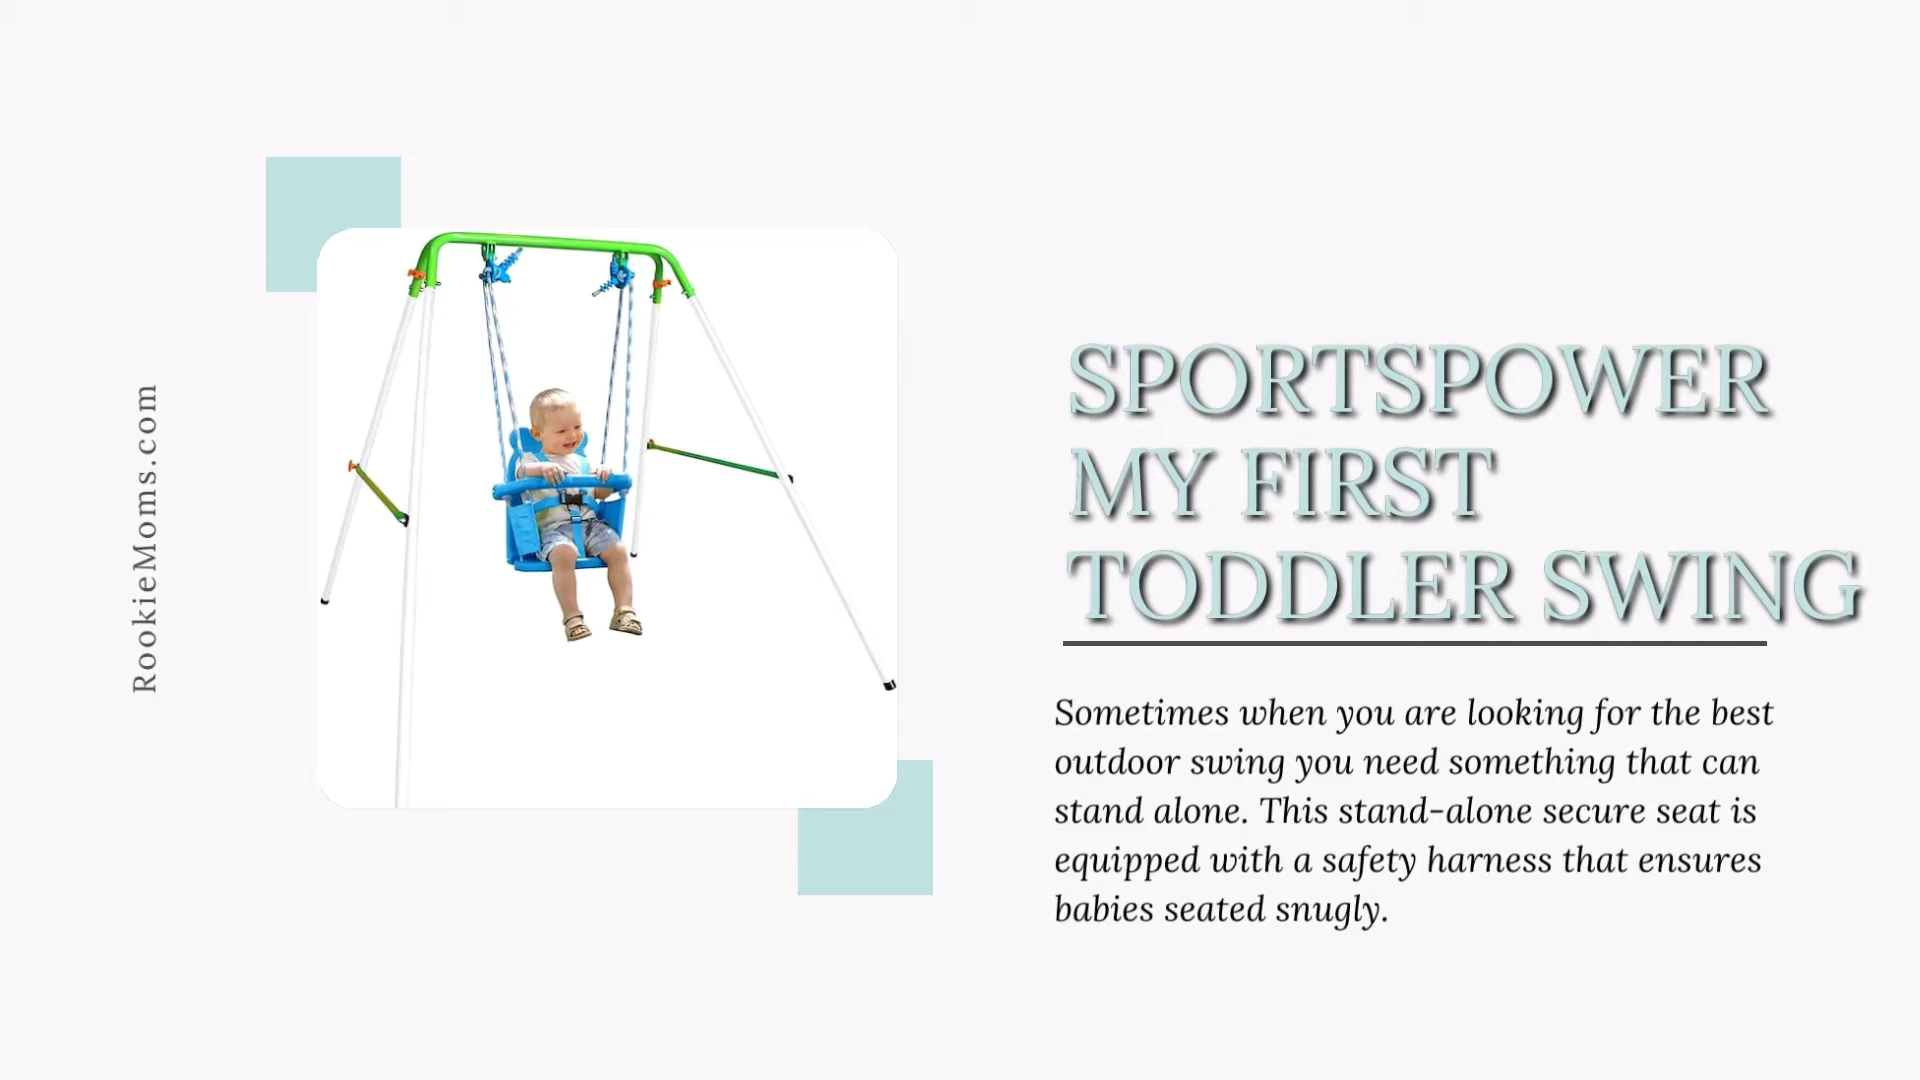 RookieMoms.com
SPORTSPOWER
MY FIRST
TODDLER SWING
Sometimes when you are looking for the best
outdoor swing you need something that can
stand alone. This stand-alone secure seat is
equipped with a safety harness that ensures
babies seated snugly.